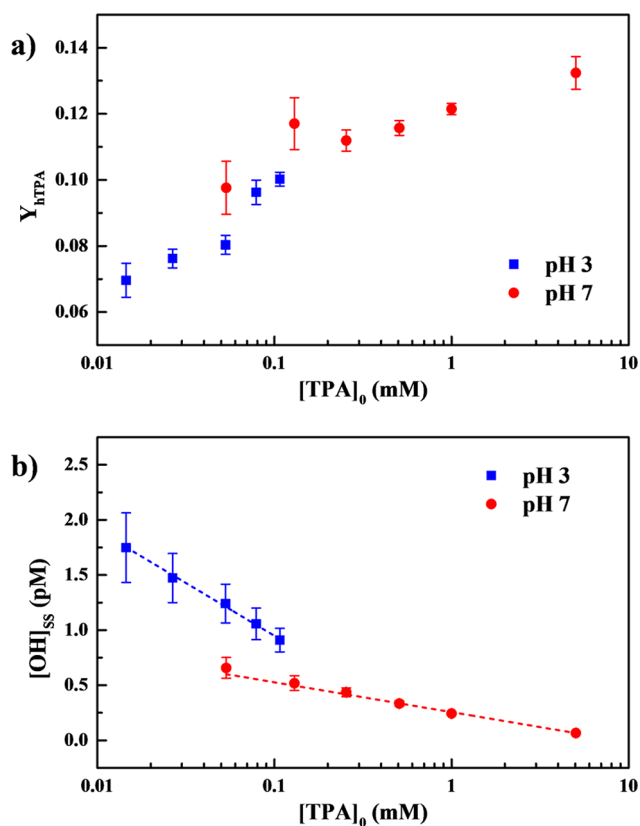 a)
0.14
0.12
0.10
0.08
0.06
Y_hTPA
pH 3
pH 7
0.01 0.1 1 10
[TPA]₀ (mM)
b)
2.5
2.0
1.5
1.0
0.5
0.0
[OH]_SS (pM)
pH 3
pH 7
0.01 0.1 1 10
[TPA]₀ (mM)